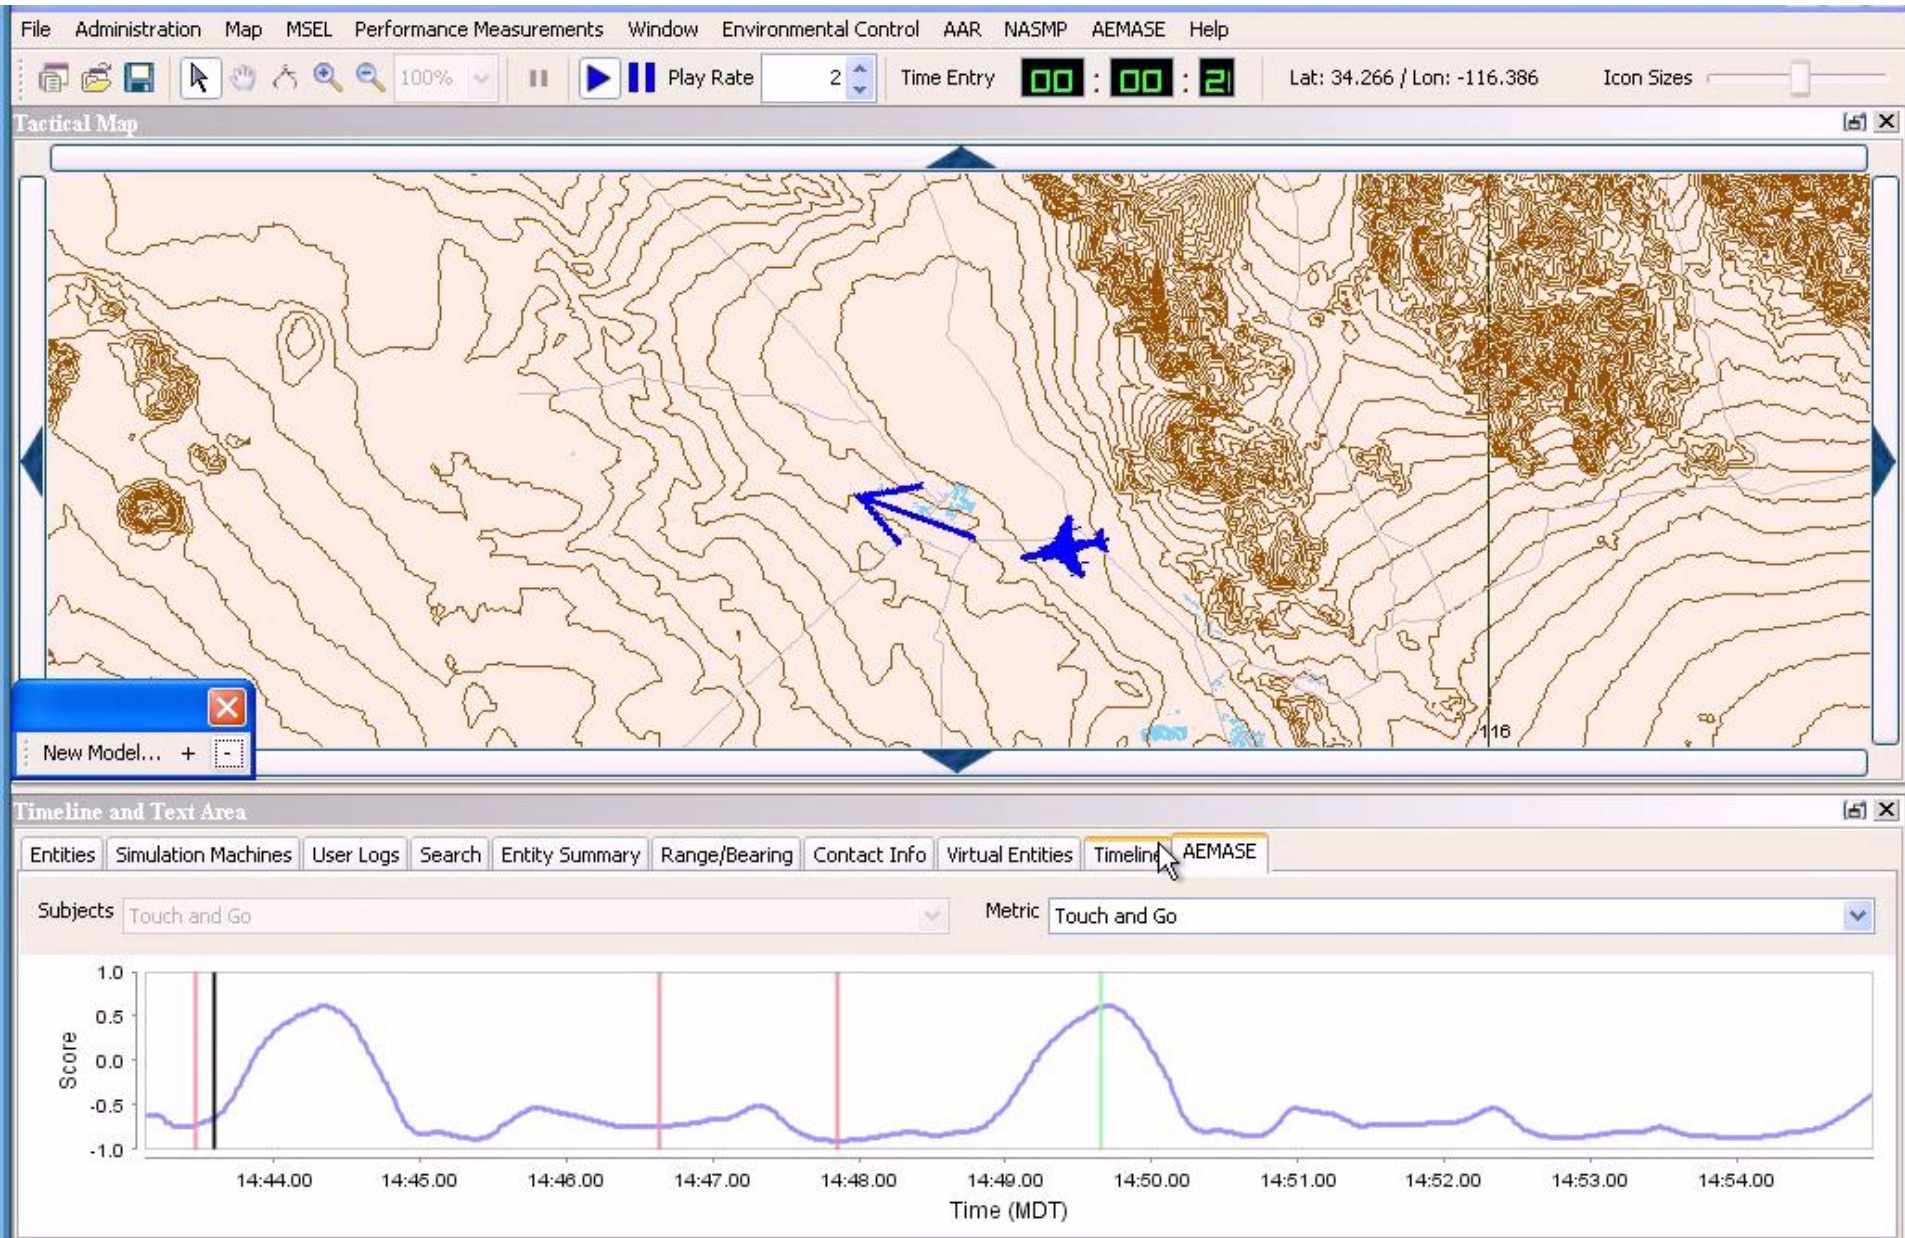 File Administration Map MSEL Performance Measurements Window Environmental Control AAR NASMP AEMASE Help
100% Play Rate 2 Time Entry 00 : 00 : 21 Lat: 34.266 / Lon: -116.386 Icon Sizes
Tactical Map
116
New Model... + -
Timeline and Text Area
Entities Simulation Machines User Logs Search Entity Summary Range/Bearing Contact Info Virtual Entities Timeline AEMASE
Subjects Touch and Go Metric Touch and Go
Score
1.0
0.5
0.0
-0.5
-1.0
14:44.00 14:45.00 14:46.00 14:47.00 14:48.00 14:49.00 14:50.00 14:51.00 14:52.00 14:53.00 14:54.00
Time (MDT)